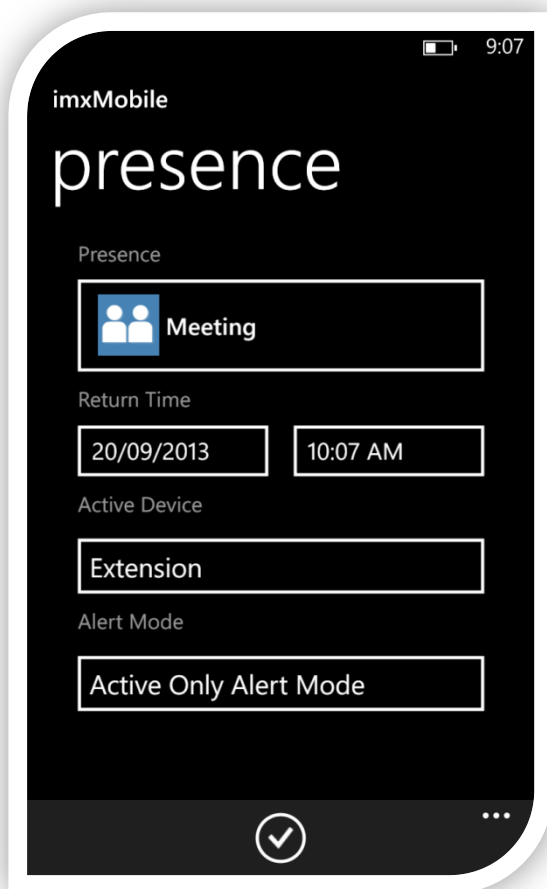 9:07
imxMobile
presence
Presence
Meeting
Return Time
20/09/2013 10:07 AM
Active Device
Extension
Alert Mode
Active Only Alert Mode